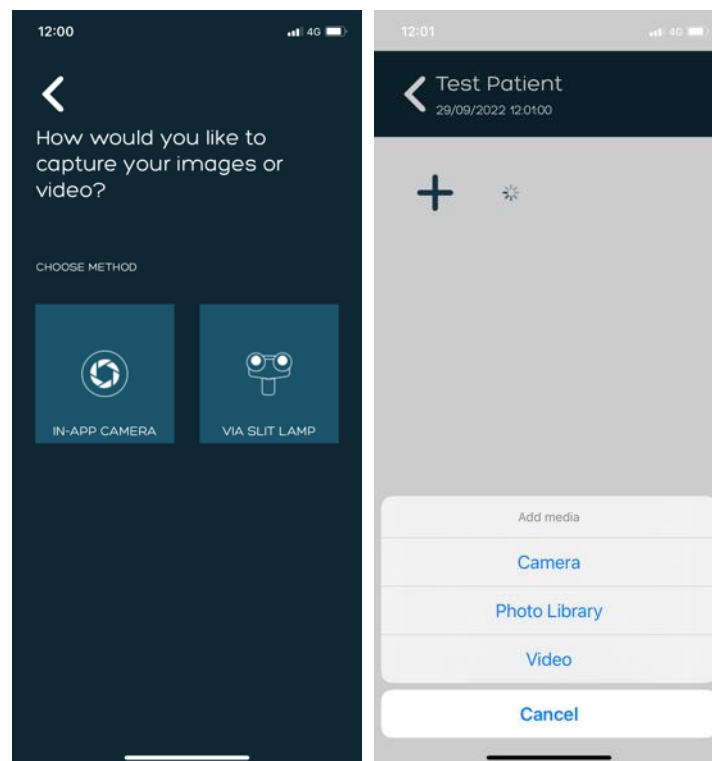 12:00
4G
How would you like to
capture your images or
video?
CHOOSE METHOD
IN-APP CAMERA
VIA SLIT LAMP
12:01
4G
Test Patient
29/09/2022 12:01:00
Add media
Camera
Photo Library
Video
Cancel